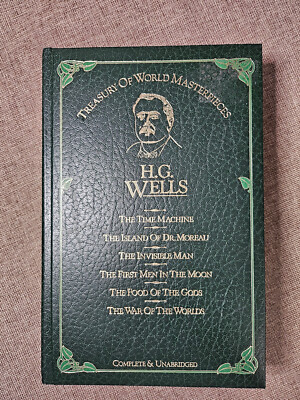 TREASURY OF WORLD MASTERPIECES
H.G.
WELLS
THE TIME MACHINE
THE ISLAND OF DR. MOREAU
THE INVISIBLE MAN
THE FIRST MEN IN THE MOON
THE FOOD OF THE GODS
THE WAR OF THE WORLDS
COMPLETE & UNABRIDGED